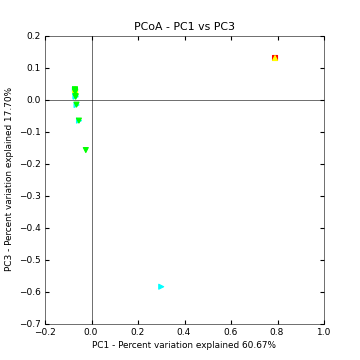 PCoA - PC1 vs PC3
0.2
0.1
0.0
−0.1
−0.2
−0.3
−0.4
−0.5
−0.6
−0.7
PC3 - Percent variation explained 17.70%
−0.2 0.0 0.2 0.4 0.6 0.8 1.0
PC1 - Percent variation explained 60.67%